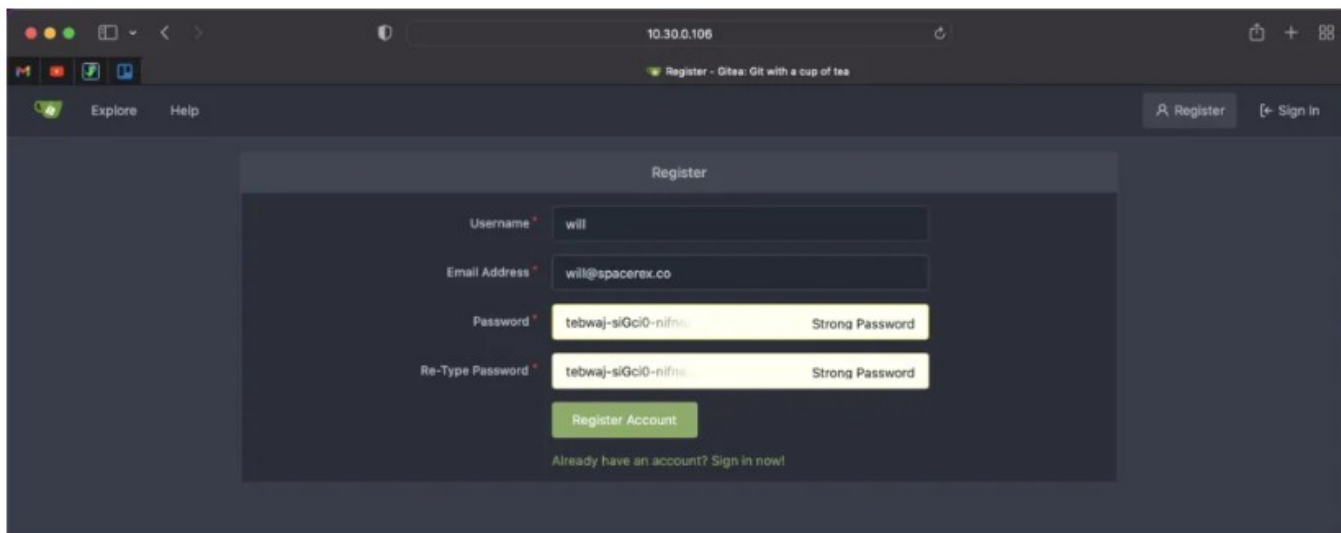 10.30.0.106
Register - Gitea: Git with a cup of tea
Explore Help Register Sign In
Register
Username * will
Email Address * will@spacerex.co
Password * tebwaj-siGci0-nifn Strong Password
Re-Type Password * tebwaj-siGci0-nifn Strong Password
Register Account
Already have an account? Sign in now!